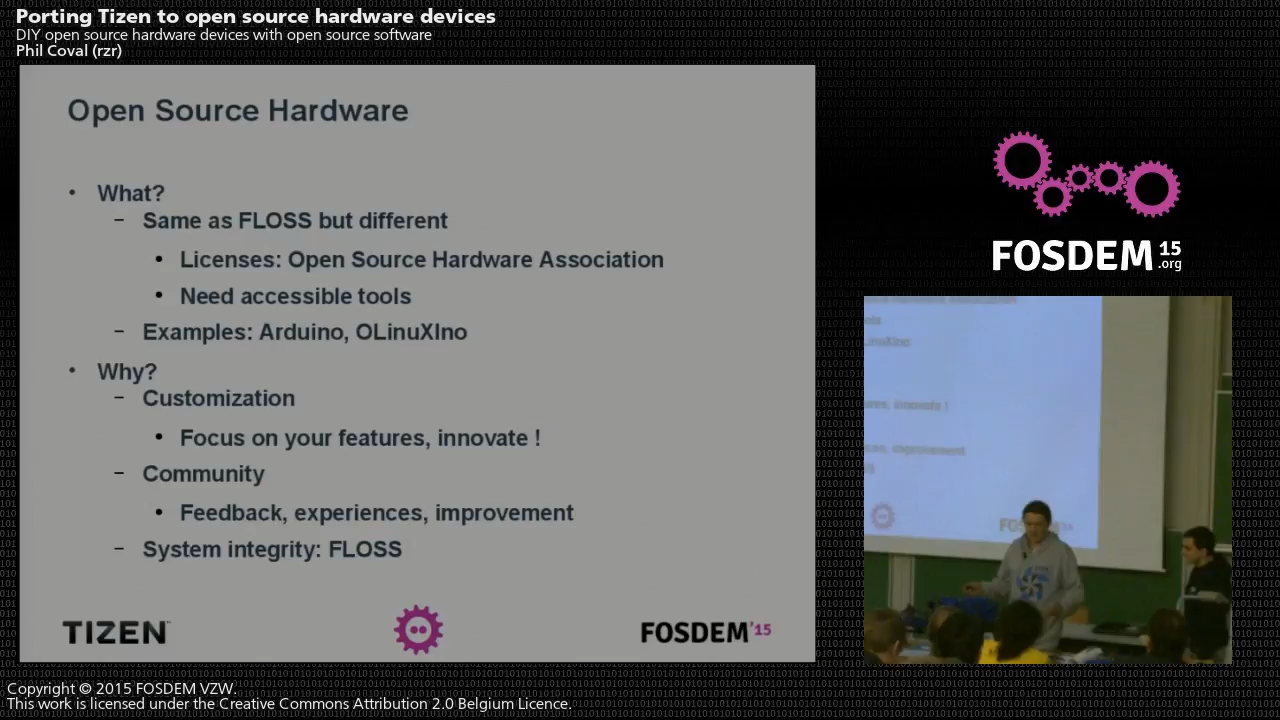 Porting Tizen to open source hardware devices
DIY open source hardware devices with open source software
Phil Coval (rzr)
Open Source Hardware
• What?
– Same as FLOSS but different
• Licenses: Open Source Hardware Association
• Need accessible tools
– Examples: Arduino, OLinuXIno
• Why?
– Customization
• Focus on your features, innovate !
– Community
• Feedback, experiences, improvement
– System integrity: FLOSS
TIZEN™
FOSDEM'15
FOSDEM 15
.org
Copyright © 2015 FOSDEM VZW.
This work is licensed under the Creative Commons Attribution 2.0 Belgium Licence.